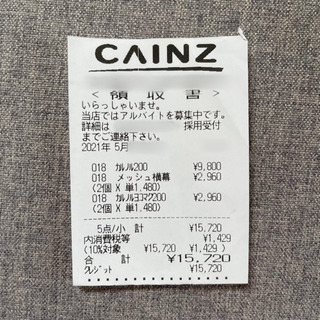 CAINZ
<領収書>
いらっしゃいませ。
当店ではアルバイトを募集中です。
詳細は 採用受付
までご連絡下さい。
2021年 5月
018 カルノル200 ¥9,800
018 メッシュ横幕 ¥2,960
(2個 X 単1,480)
018 カルノルヨコマク200 ¥2,960
(2個 X 単1,480)
5点/小 計 ¥15,720
内消費税等 ¥1,429
(10%対象 ¥15,720 ¥1,429)
合 計 ¥15,720
クレジット ¥15,720